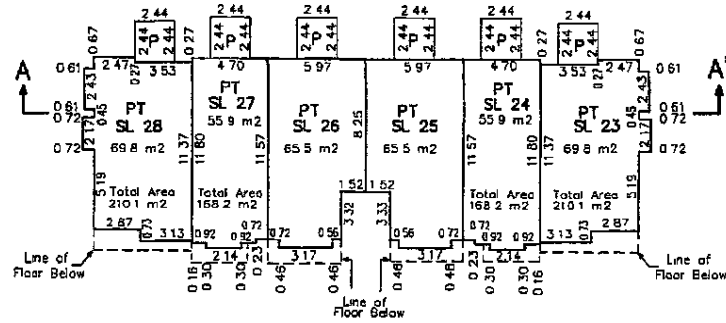 2.44 2.44 2.44 2.44 2.44 2.44
0.67 2.44 P 2.44 0.27 2.44 P 2.44 2.44 P 2.44 2.44 P 2.44 2.44 P 2.44 0.27 2.44 P 2.44 0.67
A 0.61 2.47 0.27 3.53 4.70 5.97 5.97 4.70 3.53 0.27 2.47 0.61 A'
2.43 PT PT PT PT PT PT 2.43
SL 28 SL 27 SL 26 SL 25 SL 24 SL 23
0.61 0.45 69.8 m2 55.9 m2 65.5 m2 8.25 65.5 m2 55.9 m2 69.8 m2 0.45 0.61
0.72 2.17 0.72
0.72 11.37 11.80 11.57 11.57 11.80 11.37 2.17 0.72
5.19 Total Area Total Area 1.52 1.52 Total Area Total Area 5.19
210.1 m2 168.2 m2 168.2 m2 210.1 m2
2.87 0.73 3.13 0.92 0.92 0.72 0.72 0.56 3.32 3.33 0.56 0.72 0.72 0.92 0.92 3.13 0.73 2.87
2.14 3.17 3.17 2.14
0.16 0.30 0.30 0.23 0.46 0.46 0.46 0.46 0.23 0.30 0.30 0.16
Line of
Floor Below
Line of
Floor Below
Line of
Floor Below